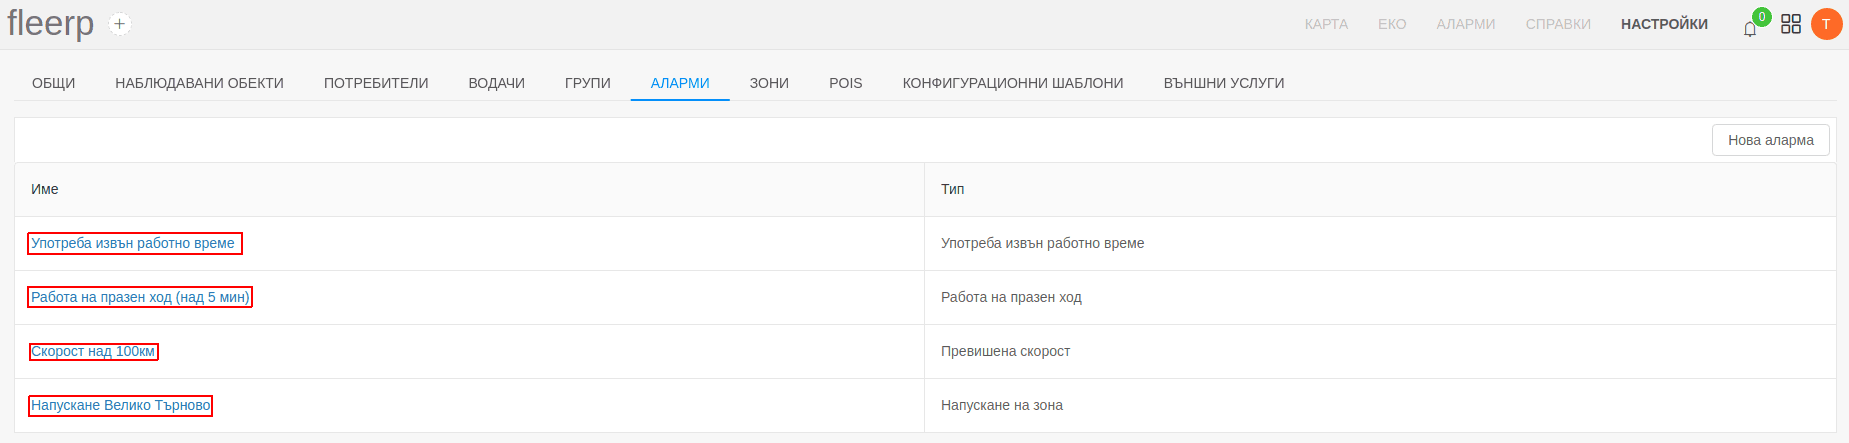 fleerp + КАРТА ЕКО АЛАРМИ СПРАВКИ НАСТРОЙКИ 0 T
ОБЩИ НАБЛЮДАВАНИ ОБЕКТИ ПОТРЕБИТЕЛИ ВОДАЧИ ГРУПИ АЛАРМИ ЗОНИ POIS КОНФИГУРАЦИОННИ ШАБЛОНИ ВЪНШНИ УСЛУГИ
Нова аларма
Име Тип
Употреба извън работно време Употреба извън работно време
Работа на празен ход (над 5 мин) Работа на празен ход
Скорост над 100км Превишена скорост
Напускане Велико Търново Напускане на зона